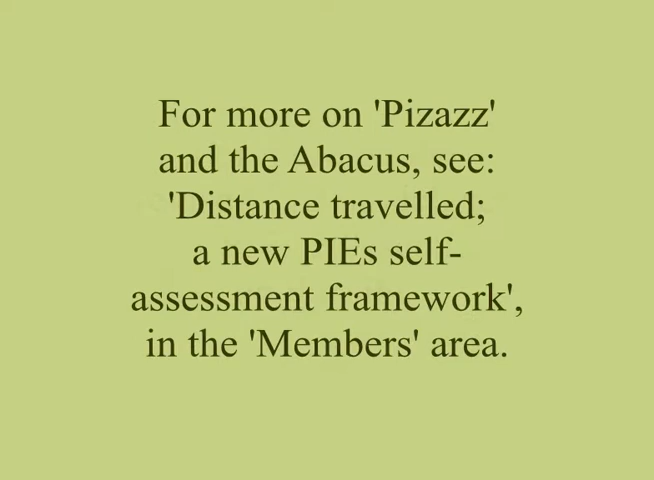 For more on 'Pizazz'
and the Abacus, see:
'Distance travelled;
a new PIEs self-
assessment framework',
in the 'Members' area.